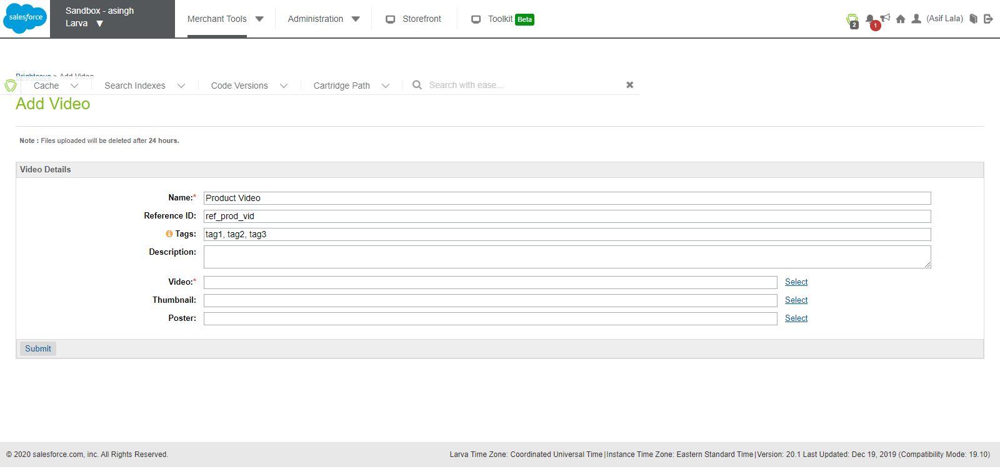 salesforce
Sandbox - asingh
Larva
Merchant Tools
Administration
Storefront
Toolkit Beta
2
1
(Asif Lala)
Brightcove > Add Video
Cache
Search Indexes
Code Versions
Cartridge Path
Search with ease...
Add Video
Note : Files uploaded will be deleted after 24 hours.
Video Details
Name:* Product Video
Reference ID: ref_prod_vid
Tags: tag1, tag2, tag3
Description:
Video:* Select
Thumbnail: Select
Poster: Select
Submit
© 2020 salesforce.com, inc. All Rights Reserved.
Larva Time Zone: Coordinated Universal Time|Instance Time Zone: Eastern Standard Time|Version: 20.1 Last Updated: Dec 19, 2019 (Compatibility Mode: 19.10)